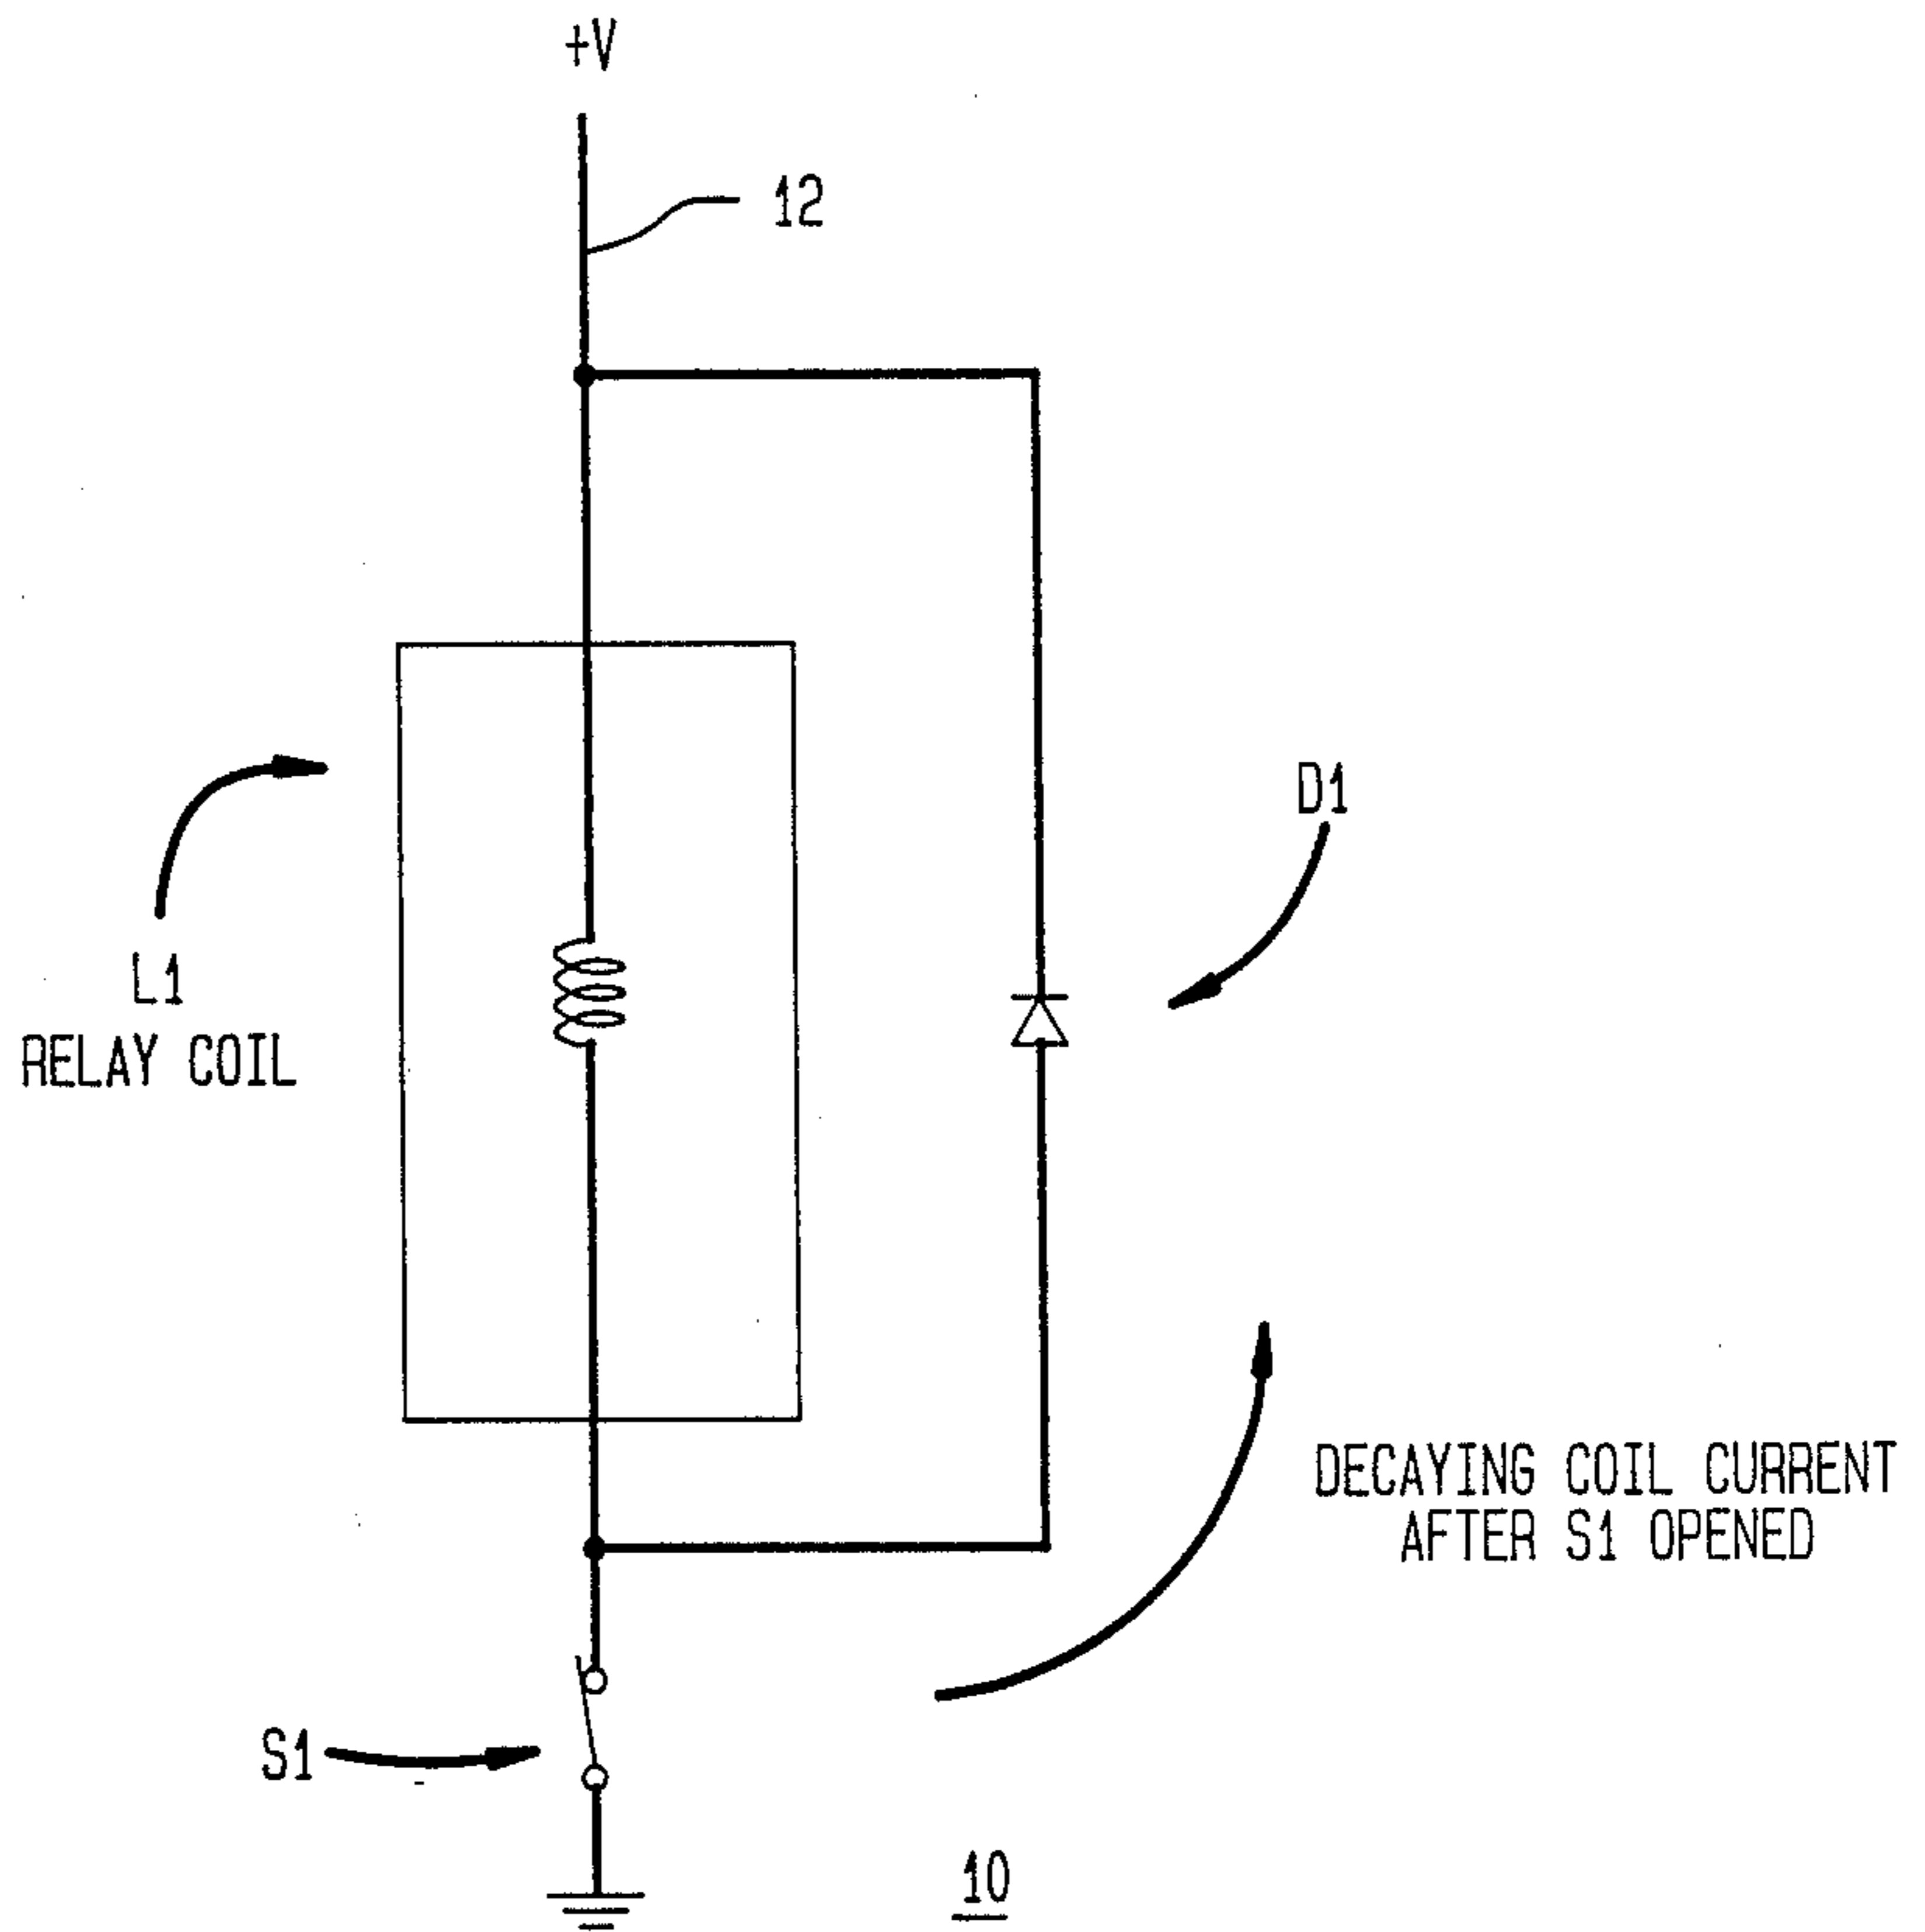 +V
12
D1
L1
RELAY COIL
DECAYING COIL CURRENT
AFTER S1 OPENED
S1
10